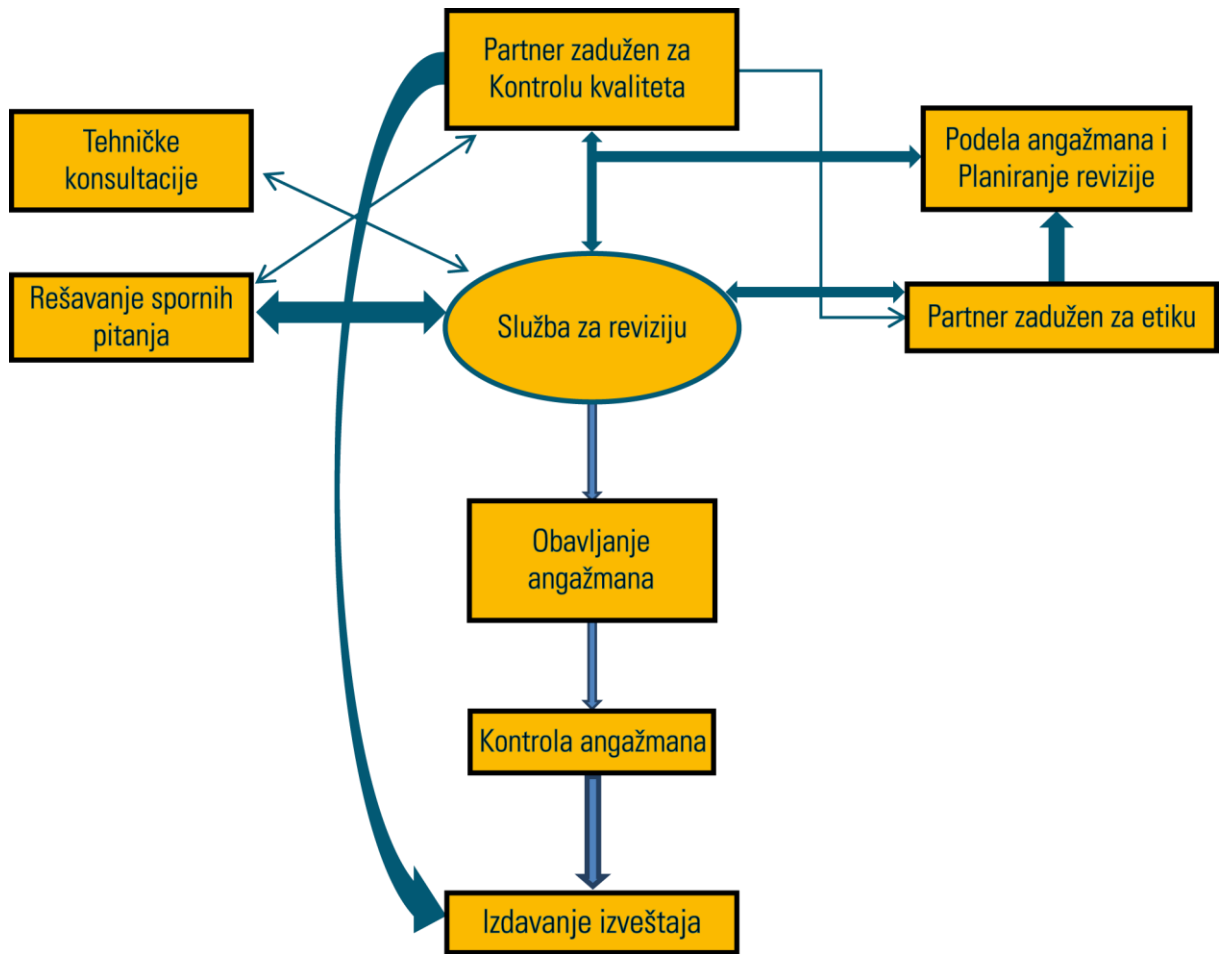 Partner zadužen za
Kontrolu kvaliteta
Tehničke
konsultacije
Podela angažmana i
Planiranje revizije
Rešavanje spornih
pitanja
Služba za reviziju
Partner zadužen za etiku
Obavljanje
angažmana
Kontrola angažmana
Izdavanje izveštaja